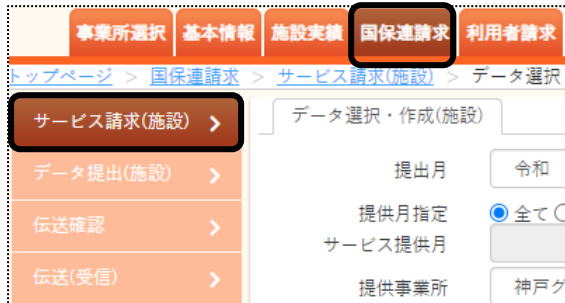 事業所選択 基本情報 施設実績 国保連請求 利用者請求
トップページ > 国保連請求 > サービス請求(施設) > データ選択
サービス請求(施設)
データ選択・作成(施設)
データ提出(施設)
提出月 令和
伝送確認
提供月指定 全て
サービス提供月
伝送(受信)
提供事業所 神戸グ